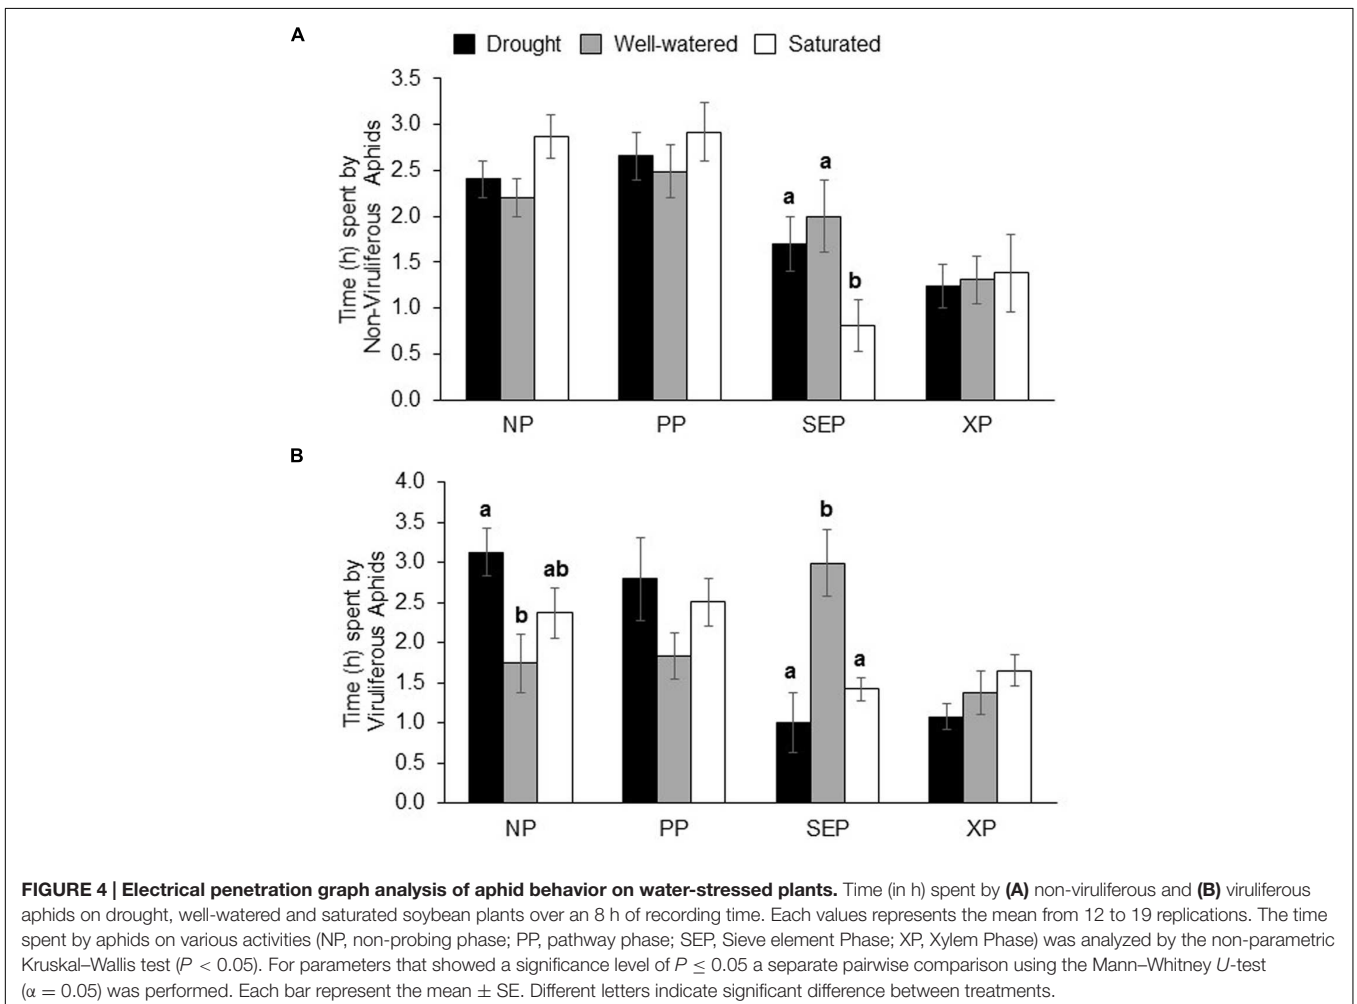 A
Drought Well-watered Saturated
3.5
3.0
2.5
2.0
1.5
1.0
0.5
0.0
Time (h) spent by
Non-Viruliferous Aphids
a
a
b
NP PP SEP XP
B
4.0
3.5
3.0
2.5
2.0
1.5
1.0
0.5
0.0
Time (h) spent by
Viruliferous Aphids
a
b
ab
a
b
a
NP PP SEP XP
FIGURE 4 | Electrical penetration graph analysis of aphid behavior on water-stressed plants. Time (in h) spent by (A) non-viruliferous and (B) viruliferous
aphids on drought, well-watered and saturated soybean plants over an 8 h of recording time. Each values represents the mean from 12 to 19 replications. The time
spent by aphids on various activities (NP, non-probing phase; PP, pathway phase; SEP, Sieve element Phase; XP, Xylem Phase) was analyzed by the non-parametric
Kruskal–Wallis test (P < 0.05). For parameters that showed a significance level of P ≤ 0.05 a separate pairwise comparison using the Mann–Whitney U-test
(α = 0.05) was performed. Each bar represent the mean ± SE. Different letters indicate significant difference between treatments.